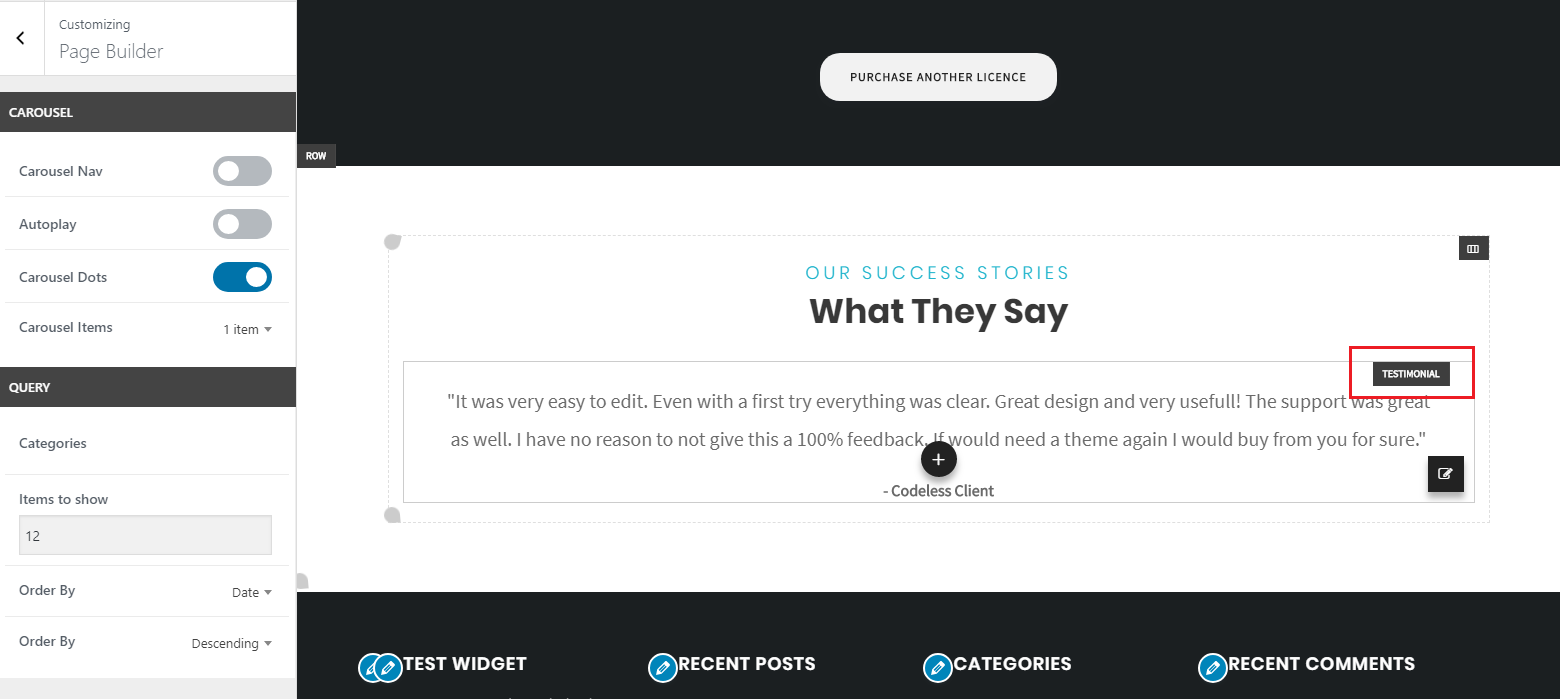 Customizing
Page Builder
CAROUSEL
Carousel Nav
Autoplay
Carousel Dots
Carousel Items
1 item
QUERY
Categories
Items to show
12
Order By
Date
Order By
Descending
PURCHASE ANOTHER LICENCE
ROW
OUR SUCCESS STORIES
What They Say
TESTIMONIAL
"It was very easy to edit. Even with a first try everything was clear. Great design and very usefull! The support was great
as well. I have no reason to not give this a 100% feedback. If would need a theme again I would buy from you for sure."
- Codeless Client
TEST WIDGET
RECENT POSTS
CATEGORIES
RECENT COMMENTS